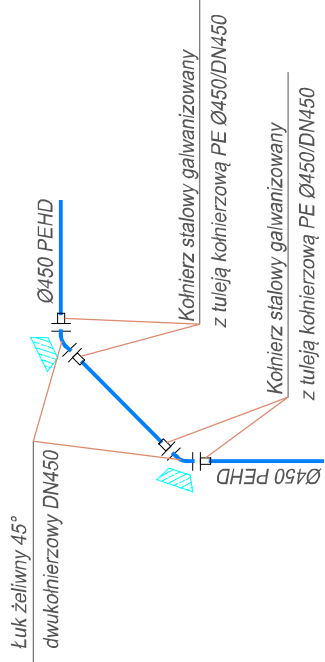 Łuk żeliwny 45°
dwukołnierzowy DN450
Ø450 PEHD
Kołnierz stalowy galwanizowany
z tuleją kołnierzową PE Ø450/DN450
Kołnierz stalowy galwanizowany
z tuleją kołnierzową PE Ø450/DN450
Ø450 PEHD